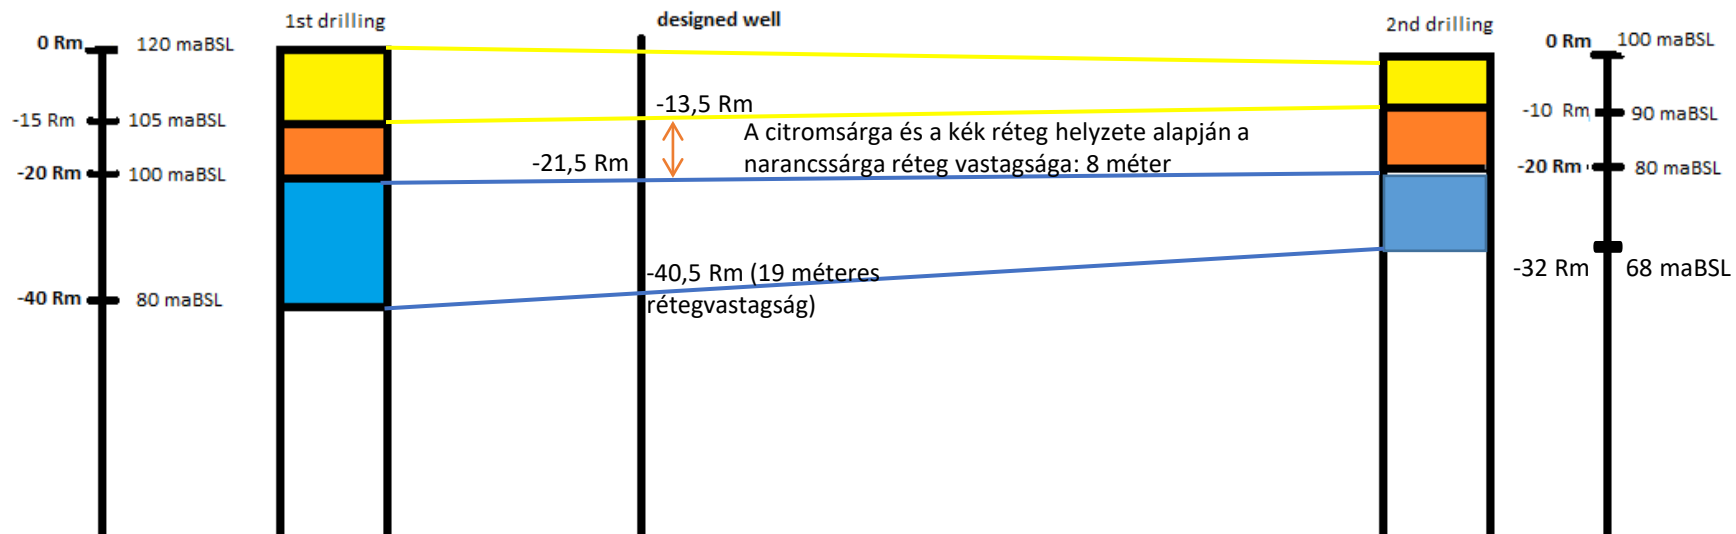 1st drilling
designed well
2nd drilling
0 Rm
120 maBSL
0 Rm
100 maBSL
-13,5 Rm
-15 Rm
105 maBSL
A citromsárga és a kék réteg helyzete alapján a
narancssárga réteg vastagsága: 8 méter
-10 Rm
90 maBSL
-21,5 Rm
-20 Rm
100 maBSL
-20 Rm
80 maBSL
-40,5 Rm (19 méteres
rétegvastagság)
-32 Rm
68 maBSL
-40 Rm
80 maBSL